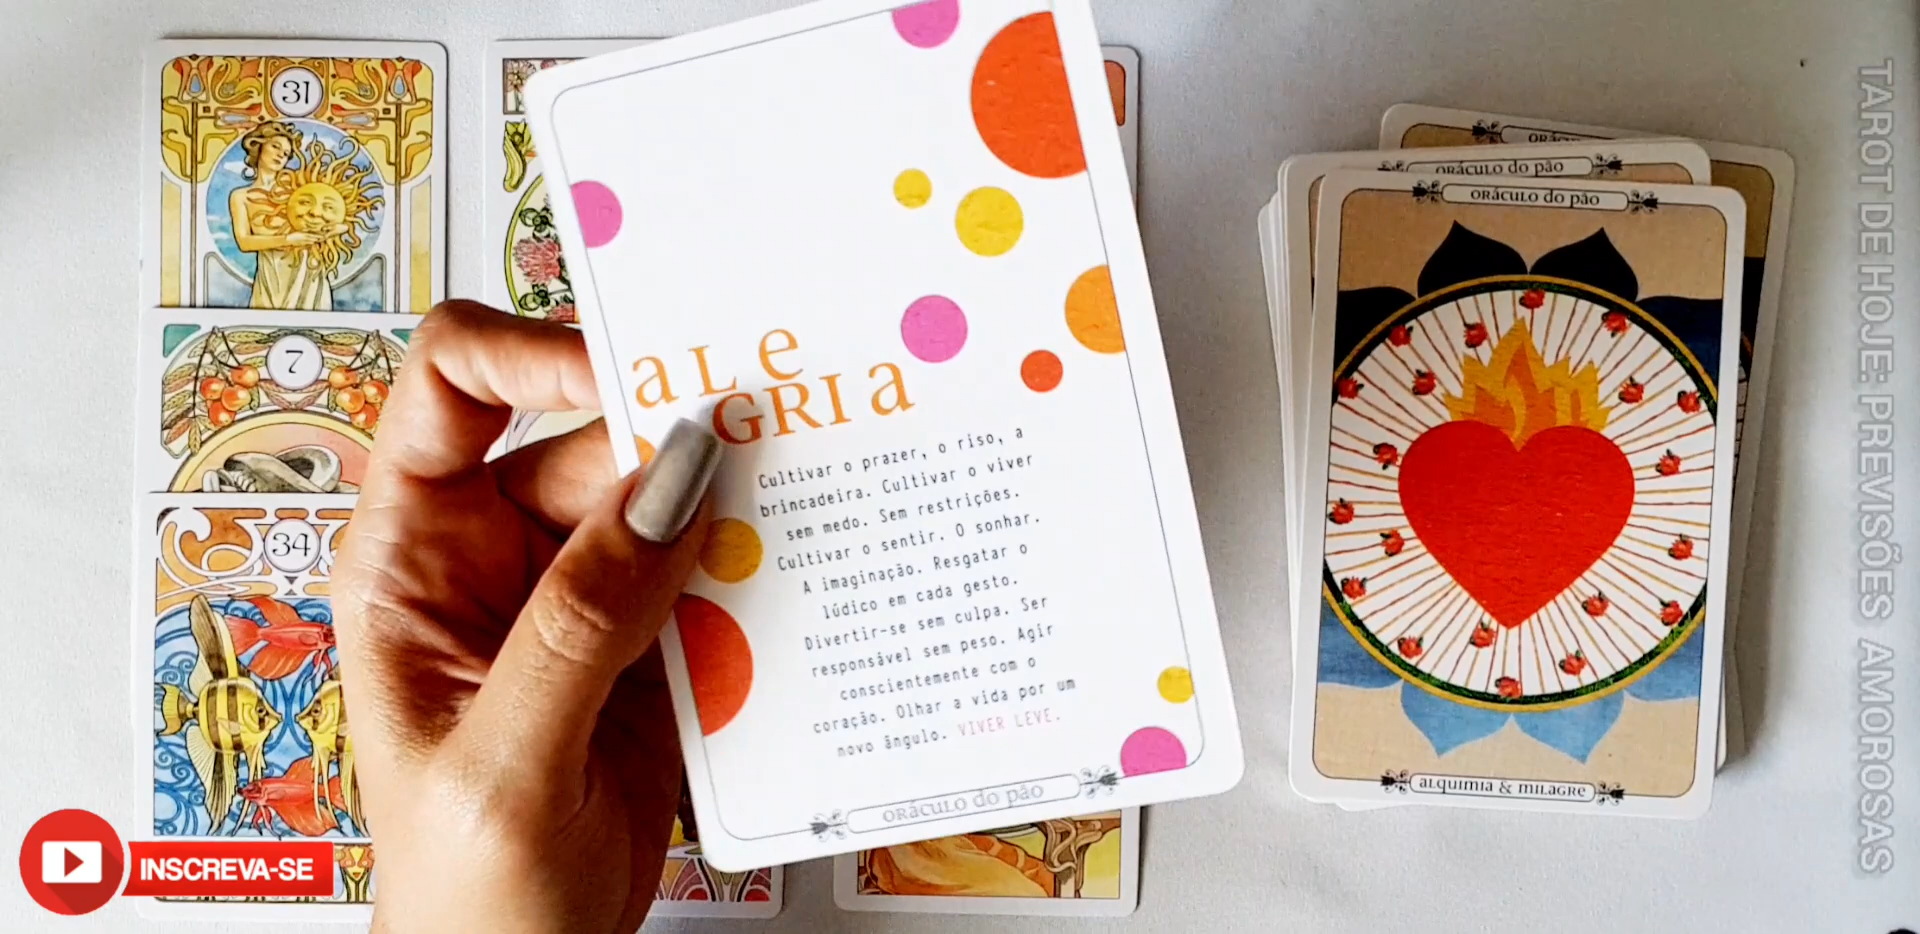 31
7
34
aLe
GRIa
Cultivar o prazer, o riso, a
brincadeira. Cultivar o viver
sem medo. Sem restrições.
Cultivar o sentir. O sonhar.
A imaginação. Resgatar o
lúdico em cada gesto.
Divertir-se sem culpa. Ser
responsável sem peso. Agir
conscientemente com o
coração. Olhar a vida por um
novo ângulo. VIVER LEVE.
oráculo do pão
orácu
oráculo do pão
oráculo do pão
alquimia & milagre
TAROT DE HOJE: PREVISÕES AMOROSAS
INSCREVA-SE